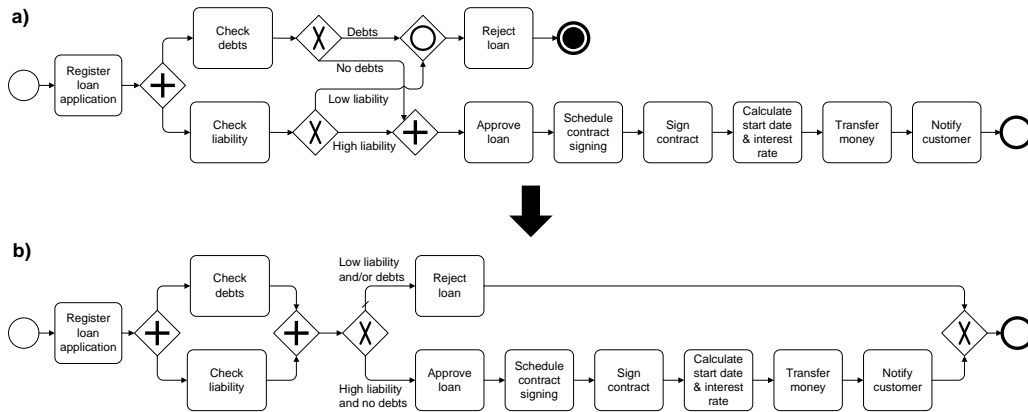 a)
Register
loan
application
Check
debts
Debts
No debts
Reject
loan
Check
liability
Low liability
High liability
Approve
loan
Schedule
contract
signing
Sign
contract
Calculate
start date
& interest
rate
Transfer
money
Notify
customer
b)
Register
loan
application
Check
debts
Check
liability
Low liability
and/or debts
Reject
loan
High liability
and no debts
Approve
loan
Schedule
contract
signing
Sign
contract
Calculate
start date
& interest
rate
Transfer
money
Notify
customer